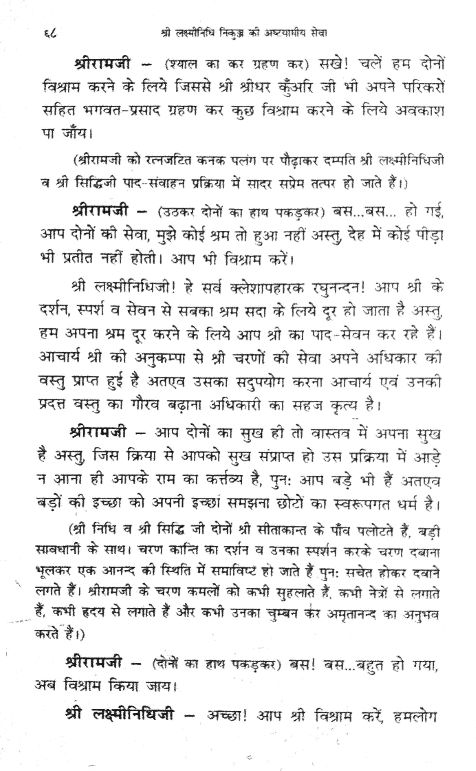 ६८ श्री लक्ष्मीनिधि निकुञ्ज की अष्टयामीय सेवा
श्रीरामजी – (श्याल का कर ग्रहण कर) सखे! चलें हम दोनों
विश्राम करने के लिये जिससे श्री श्रीधर कुँअरि जी भी अपने परिकरों
सहित भगवत-प्रसाद ग्रहण कर कुछ विश्राम करने के लिये अवकाश
पा जाँय।
(श्रीरामजी को रत्नजटित कनक पलंग पर पौढ़ाकर दम्पति श्री लक्ष्मीनिधिजी
व श्री सिद्धिजी पाद-संवाहन प्रक्रिया में सादर सप्रेम तत्पर हो जाते हैं।)
श्रीरामजी – (उठकर दोनों का हाथ पकड़कर) बस...बस... हो गई,
आप दोनों की सेवा, मुझे कोई श्रम तो हुआ नहीं अस्तु, देह में कोई पीड़ा
भी प्रतीत नहीं होती। आप भी विश्राम करें।
श्री लक्ष्मीनिधिजी! हे सर्व क्लेशापहारक रघुनन्दन! आप श्री के
दर्शन, स्पर्श व सेवन से सबका श्रम सदा के लिये दूर हो जाता है अस्तु,
हम अपना श्रम दूर करने के लिये आप श्री का पाद-सेवन कर रहे हैं।
आचार्य श्री की अनुकम्पा से श्री चरणों की सेवा अपने अधिकार की
वस्तु प्राप्त हुई है अतएव उसका सदुपयोग करना आचार्य एवं उनकी
प्रदत्त वस्तु का गौरव बढ़ाना अधिकारी का सहज कृत्य है।
श्रीरामजी – आप दोनों का सुख ही तो वास्तव में अपना सुख
है अस्तु, जिस क्रिया से आपको सुख संप्राप्त हो उस प्रक्रिया में आड़े
न आना ही आपके राम का कर्त्तव्य है, पुनः आप बड़े भी हैं अतएव
बड़ों की इच्छा को अपनी इच्छा समझना छोटों का स्वरूपगत धर्म है।
(श्री निधि व श्री सिद्धि जी दोनों श्री सीताकान्त के पाँव पलोटते हैं, बड़ी
सावधानी के साथ। चरण कान्ति का दर्शन व उनका स्पर्शन करके चरण दबाना
भूलकर एक आनन्द की स्थिति में समाविष्ट हो जाते हैं पुनः सचेत होकर दवाने
लगते हैं। श्रीरामजी के चरण कमलों को कभी सुहलाते हैं, कभी नेत्रों से लगाते
हैं, कभी हृदय से लगाते हैं और कभी उनका चुम्बन कर अमृतानन्द का अनुभव
करते हैं।)
श्रीरामजी – (दोनों का हाथ पकड़कर) बस! बस...बहुत हो गया,
अब विश्राम किया जाय।
श्री लक्ष्मीनिधिजी – अच्छा! आप श्री विश्राम करें, हमलोग